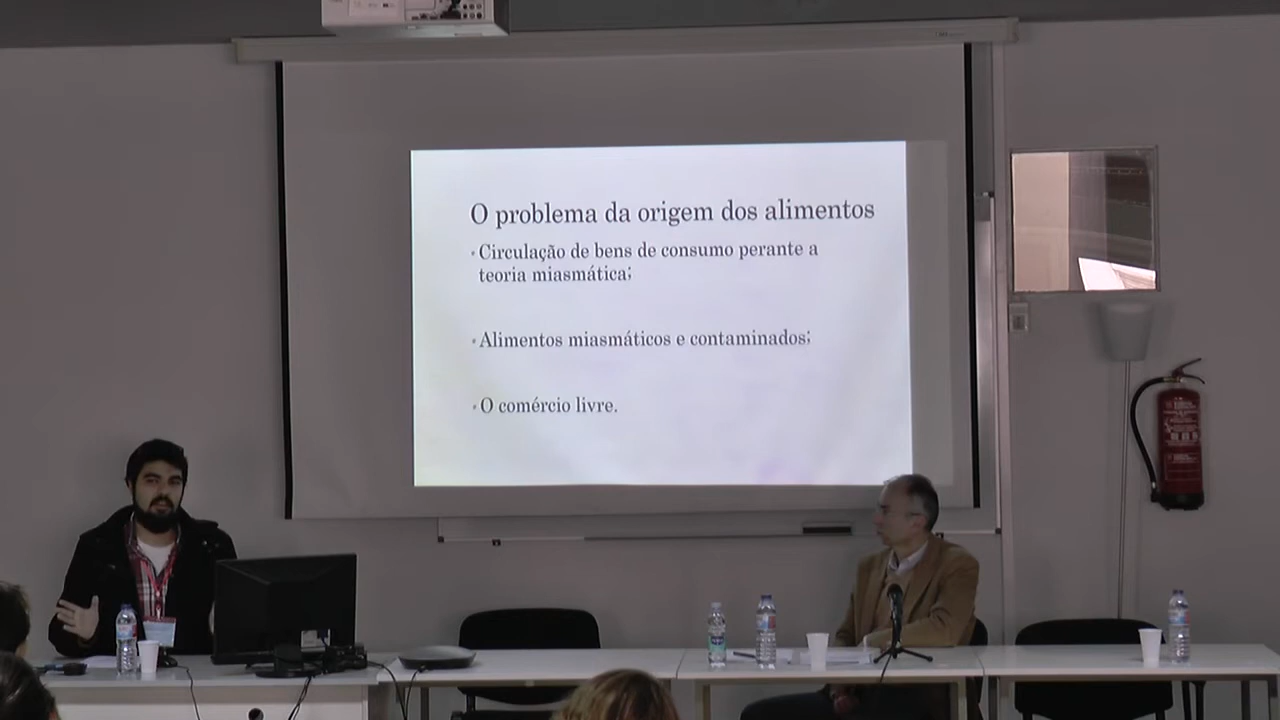 O problema da origem dos alimentos
•Circulação de bens de consumo perante a
teoria miasmática;
•Alimentos miasmáticos e contaminados;
•O comércio livre.